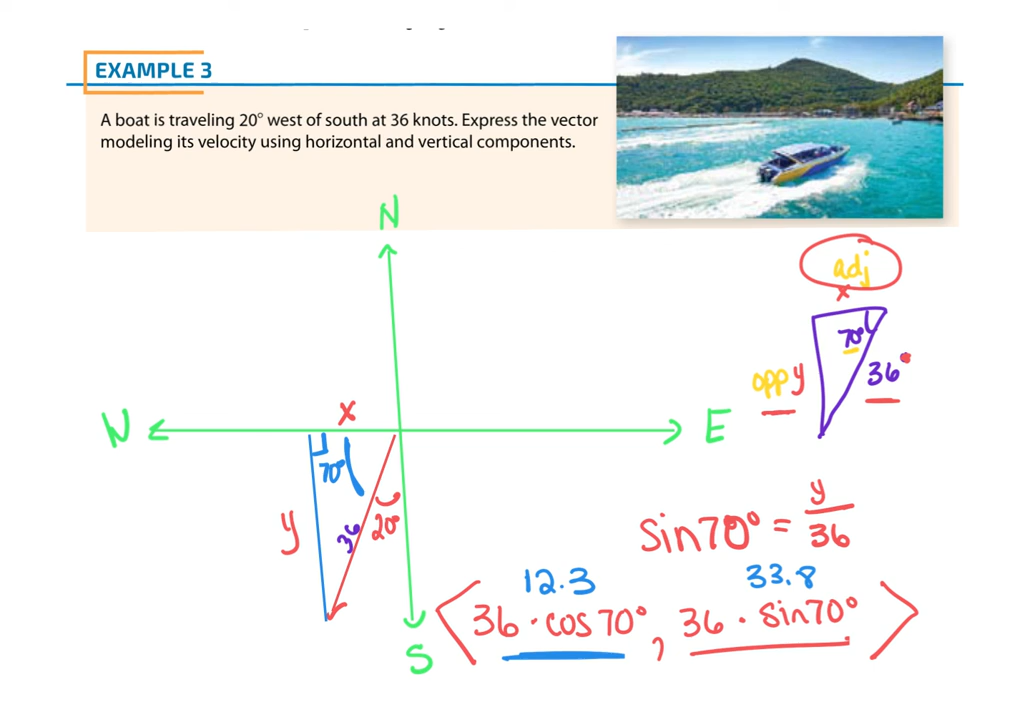 EXAMPLE 3
A boat is traveling 20° west of south at 36 knots. Express the vector
modeling its velocity using horizontal and vertical components.
N
adj
x
70°
opp y
36
x
W
E
70°
y
36
20°
sin70° = y/36
12.3
33.8
⟨36 · cos70°, 36 · sin70°⟩
S